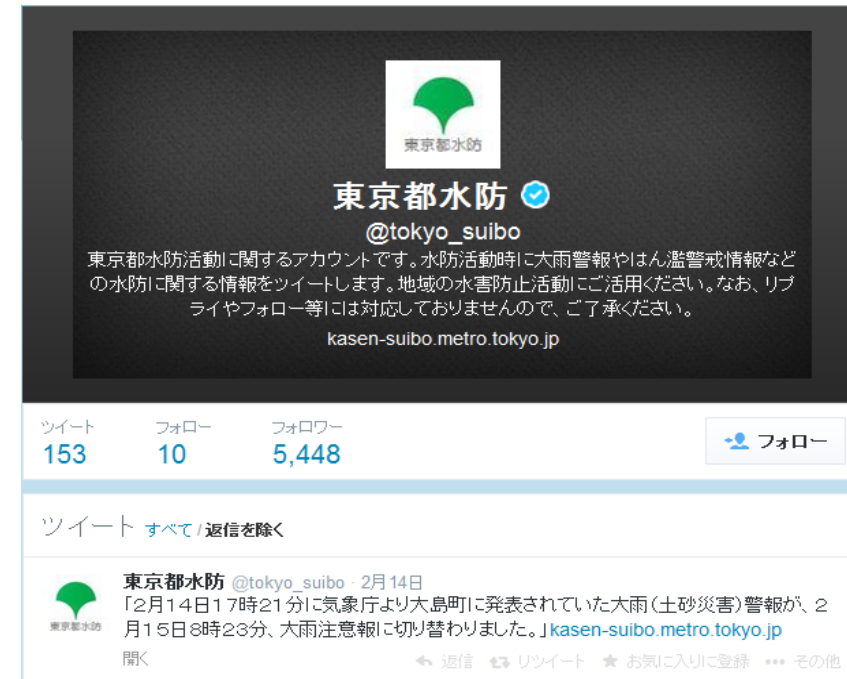 東京都水防
東京都水防
@tokyo_suibo
東京都水防活動に関するアカウントです。水防活動時に大雨警報やはん濫警戒情報など
の水防に関する情報をツイートします。地域の水害防止活動にご活用ください。なお、リプ
ライやフォロー等には対応しておりませんので、ご了承ください。
kasen-suibo.metro.tokyo.jp
ツイート フォロー フォロワー
153 10 5,448
フォロー
ツイート すべて / 返信を除く
東京都水防 @tokyo_suibo · 2月14日
「2月14日17時21分に気象庁より大島町に発表されていた大雨(土砂災害)警報が、2
月15日8時23分、大雨注意報に切り替わりました。」kasen-suibo.metro.tokyo.jp
東京都水防
開く 返信 リツイート お気に入りに登録 ••• その他